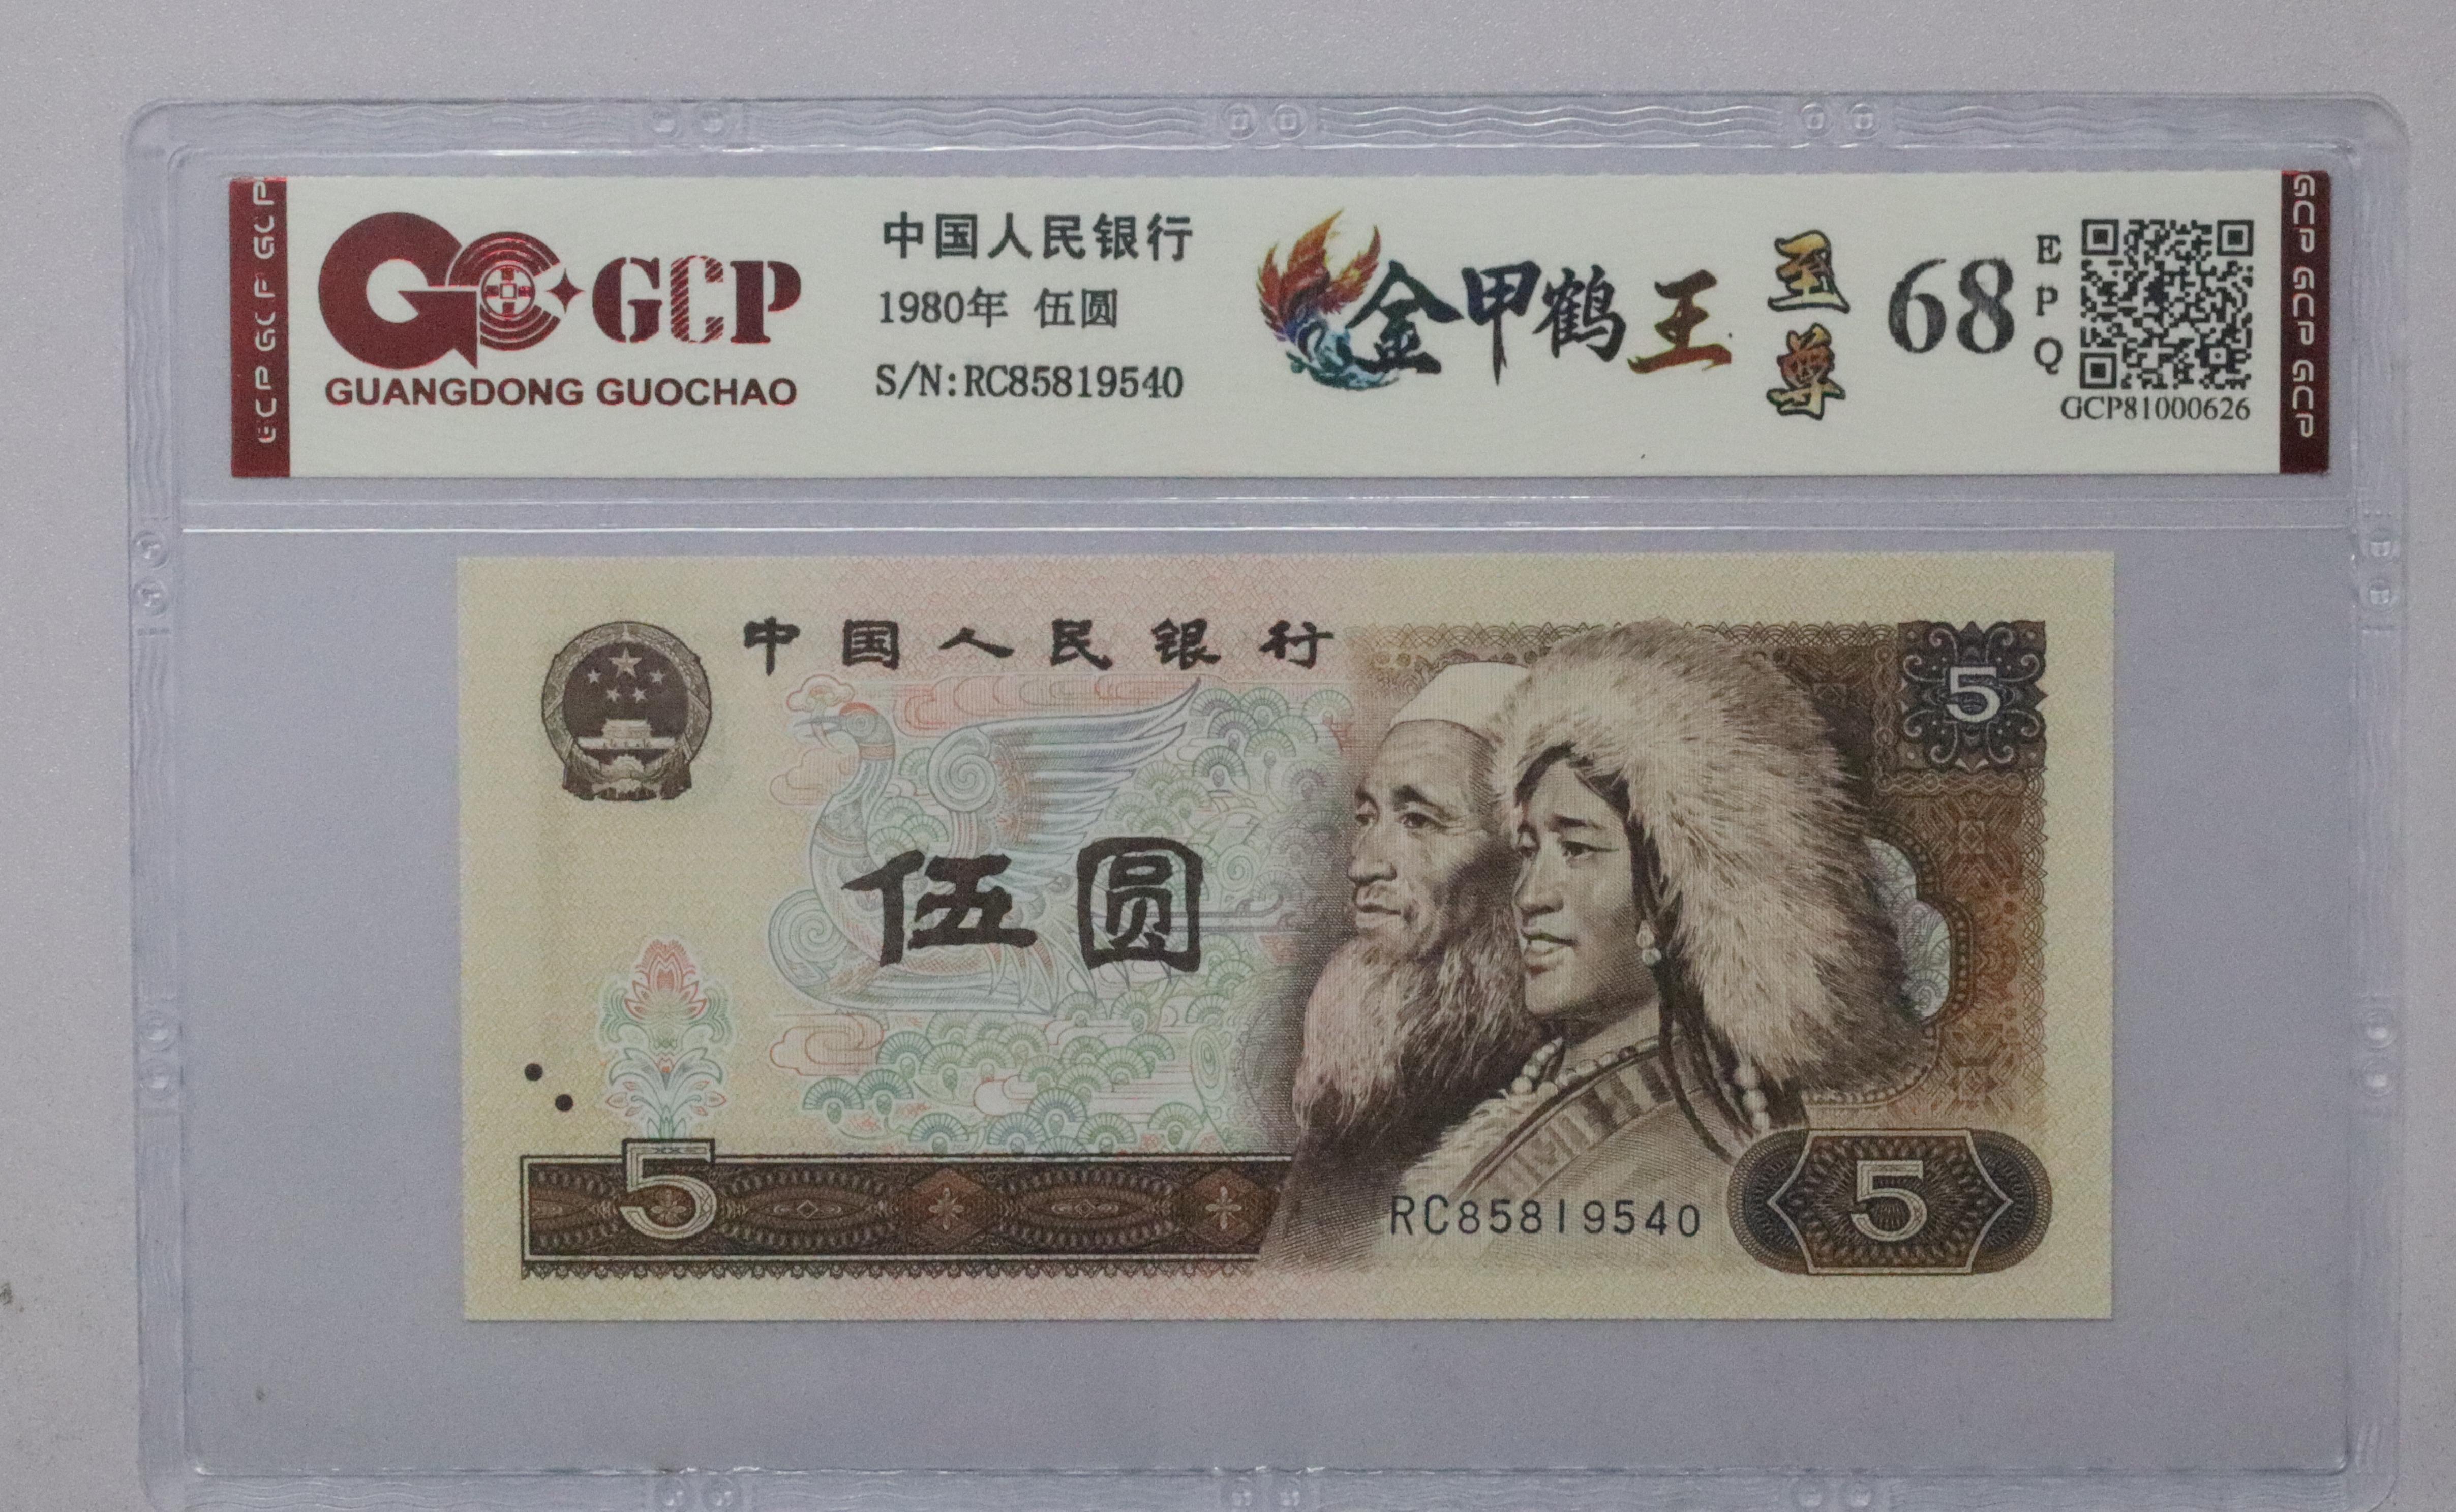 GCP GCP GCP
GCP
GUANGDONG GUOCHAO
中国人民银行
1980年 伍圆
S/N:RC85819540
金甲鹤王
至尊
68
EPQ
GCP81000626
GCP GCP GCP
中国人民银行
5
伍圆
5
RC85819540
5